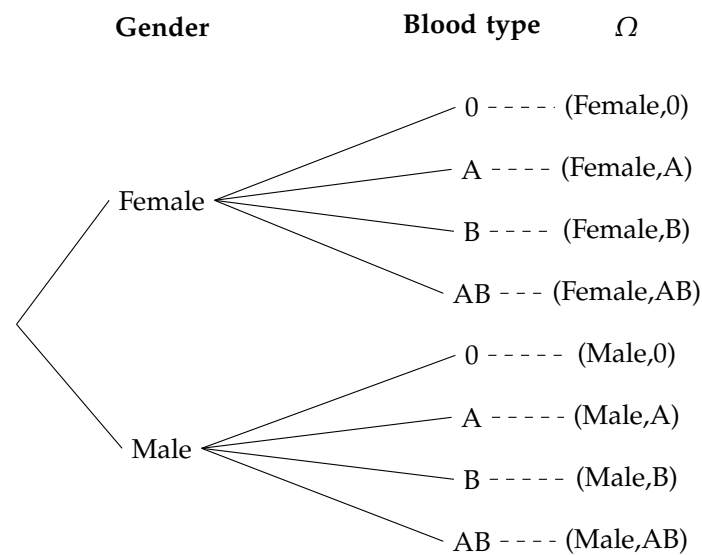 Gender Blood type Ω
0 (Female,0)
A (Female,A)
Female
B (Female,B)
AB (Female,AB)
0 (Male,0)
A (Male,A)
Male
B (Male,B)
AB (Male,AB)